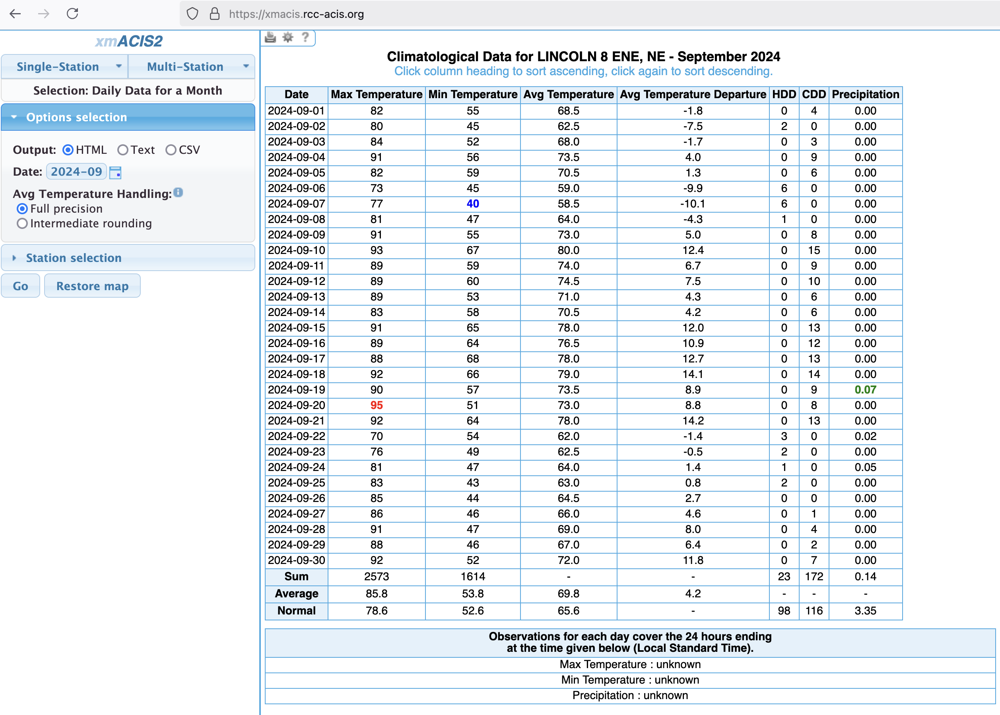 https://xmacis.rcc-acis.org
xmACIS2
Single-Station Multi-Station
Selection: Daily Data for a Month
Options selection
Output: HTML Text CSV
Date: 2024-09
Avg Temperature Handling:
Full precision
Intermediate rounding
Station selection
Go Restore map
?
Climatological Data for LINCOLN 8 ENE, NE - September 2024
Click column heading to sort ascending, click again to sort descending.
Date Max Temperature Min Temperature Avg Temperature Avg Temperature Departure HDD CDD Precipitation
2024-09-01 82 55 68.5 -1.8 0 4 0.00
2024-09-02 80 45 62.5 -7.5 2 0 0.00
2024-09-03 84 52 68.0 -1.7 0 3 0.00
2024-09-04 91 56 73.5 4.0 0 9 0.00
2024-09-05 82 59 70.5 1.3 0 6 0.00
2024-09-06 73 45 59.0 -9.9 6 0 0.00
2024-09-07 77 40 58.5 -10.1 6 0 0.00
2024-09-08 81 47 64.0 -4.3 1 0 0.00
2024-09-09 91 55 73.0 5.0 0 8 0.00
2024-09-10 93 67 80.0 12.4 0 15 0.00
2024-09-11 89 59 74.0 6.7 0 9 0.00
2024-09-12 89 60 74.5 7.5 0 10 0.00
2024-09-13 89 53 71.0 4.3 0 6 0.00
2024-09-14 83 58 70.5 4.2 0 6 0.00
2024-09-15 91 65 78.0 12.0 0 13 0.00
2024-09-16 89 64 76.5 10.9 0 12 0.00
2024-09-17 88 68 78.0 12.7 0 13 0.00
2024-09-18 92 66 79.0 14.1 0 14 0.00
2024-09-19 90 57 73.5 8.9 0 9 0.07
2024-09-20 95 51 73.0 8.8 0 8 0.00
2024-09-21 92 64 78.0 14.2 0 13 0.00
2024-09-22 70 54 62.0 -1.4 3 0 0.02
2024-09-23 76 49 62.5 -0.5 2 0 0.00
2024-09-24 81 47 64.0 1.4 1 0 0.05
2024-09-25 83 43 63.0 0.8 2 0 0.00
2024-09-26 85 44 64.5 2.7 0 0 0.00
2024-09-27 86 46 66.0 4.6 0 1 0.00
2024-09-28 91 47 69.0 8.0 0 4 0.00
2024-09-29 88 46 67.0 6.4 0 2 0.00
2024-09-30 92 52 72.0 11.8 0 7 0.00
Sum 2573 1614 - - 23 172 0.14
Average 85.8 53.8 69.8 4.2 - - -
Normal 78.6 52.6 65.6 - 98 116 3.35
Observations for each day cover the 24 hours ending
at the time given below (Local Standard Time).
Max Temperature : unknown
Min Temperature : unknown
Precipitation : unknown